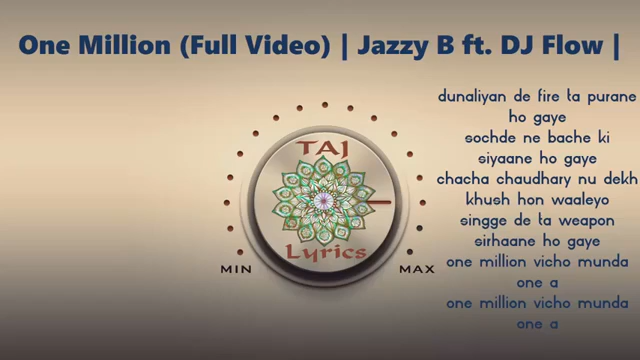 One Million (Full Video) | Jazzy B ft. DJ Flow |
dunaliyan de fire ta purane
ho gaye
sochde ne bache ki
siyaane ho gaye
chacha chaudhary nu dekh
khush hon waaleyo
singge de ta weapon
sirhaane ho gaye
one million vicho munda
one a
one million vicho munda
one a
TAJ
Lyrics
MIN
MAX